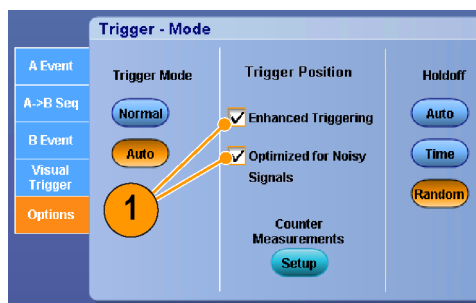 Trigger - Mode
A Event
A->B Seq
B Event
Visual
Trigger
Options
Trigger Mode
Normal
Auto
1
Trigger Position
Enhanced Triggering
Optimized for Noisy
Signals
Counter
Measurements
Setup
Holdoff
Auto
Time
Random